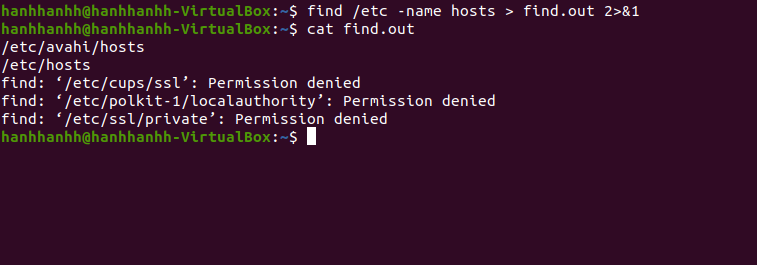 hanhhanhh@hanhhanhh-VirtualBox:~$ find /etc -name hosts > find.out 2>&1
hanhhanhh@hanhhanhh-VirtualBox:~$ cat find.out
/etc/avahi/hosts
/etc/hosts
find: ‘/etc/cups/ssl’: Permission denied
find: ‘/etc/polkit-1/localauthority’: Permission denied
find: ‘/etc/ssl/private’: Permission denied
hanhhanhh@hanhhanhh-VirtualBox:~$